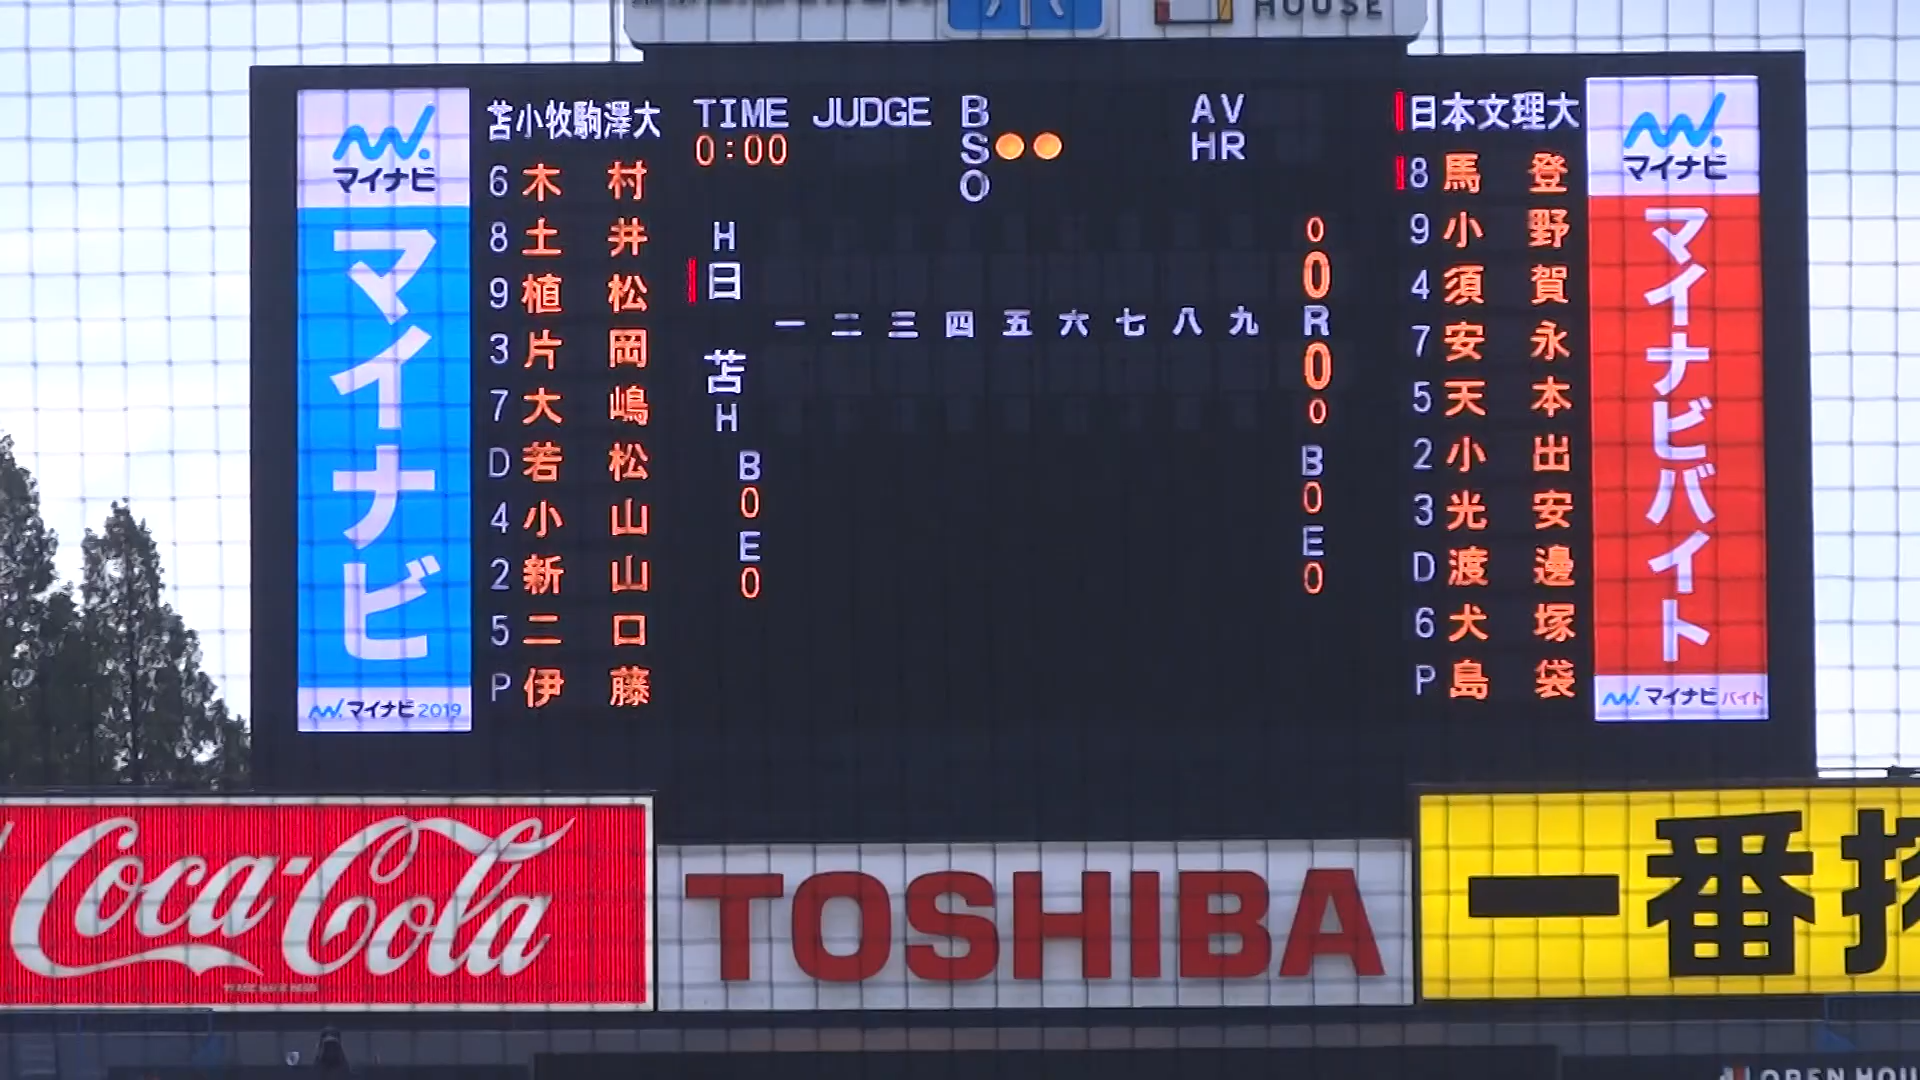 HOUSE
マイナビ
マイナビ
マイナビ2019
苫小牧駒澤大
6 木村
8 土井
9 植松
3 片岡
7 大嶋
D 若松
4 小山
2 新山
5 二口
P 伊藤
TIME JUDGE B AV
0:00 S HR
O
H 0
日 0
一 二 三 四 五 六 七 八 九 R
苫 0
H 0
B B
0 0
E E
0 0
日本文理大
8 馬登
9 小野
4 須賀
7 安永
5 天本
2 小出
3 光安
D 渡邊
6 犬塚
P 島袋
マイナビ
マイナビバイト
マイナビバイト
Coca-Cola
TOSHIBA
一番搾
OPEN HOU